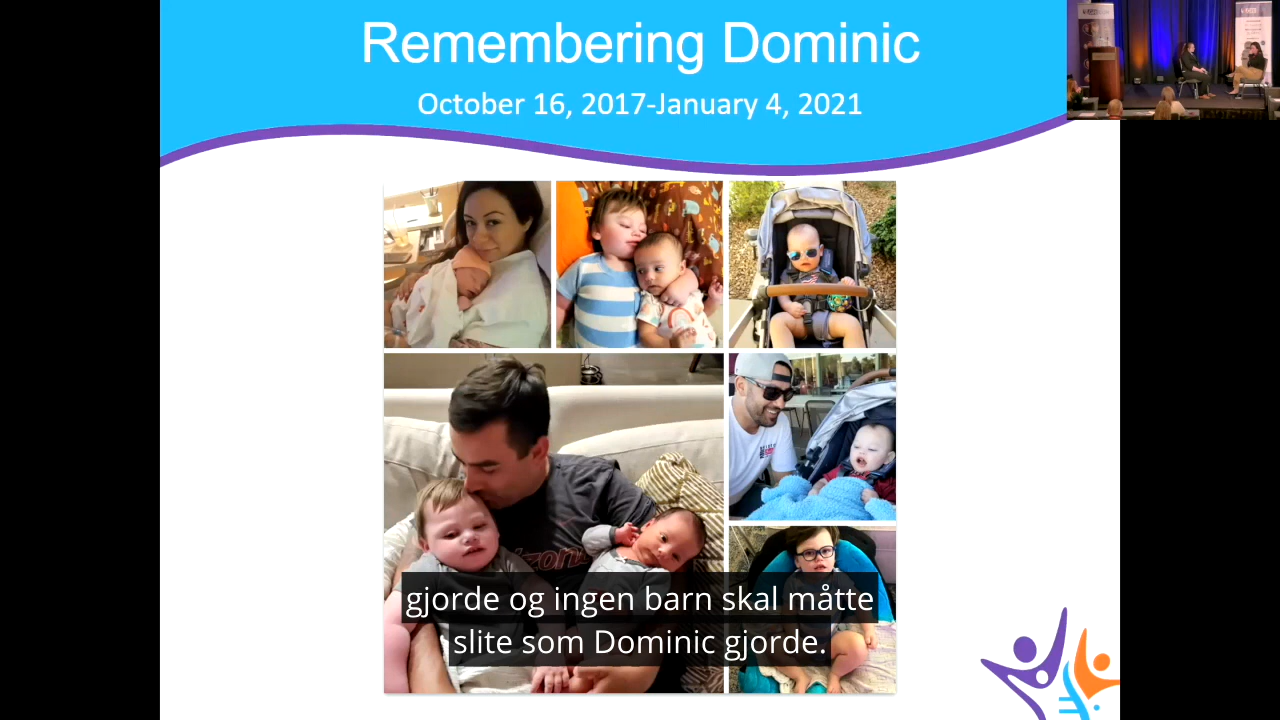 Remembering Dominic
October 16, 2017-January 4, 2021
gjorde og ingen barn skal måtte
slite som Dominic gjorde.